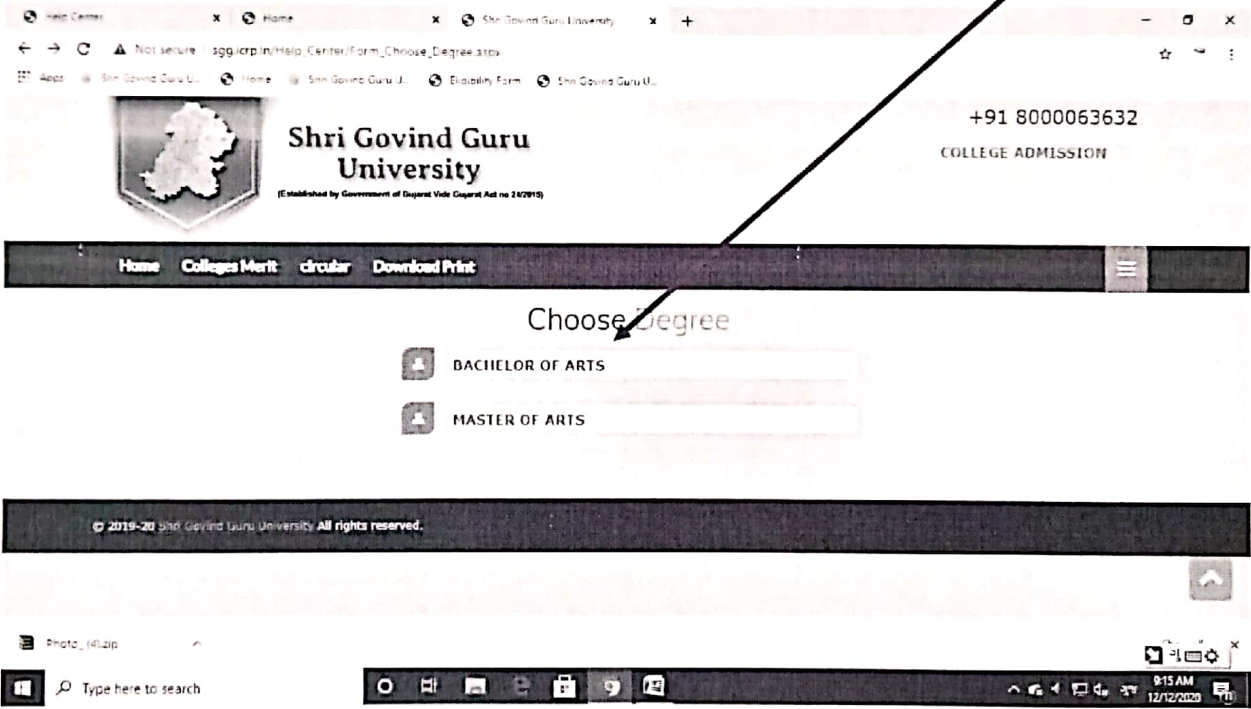 Help Center
Home
Shri Govind Guru University
Not secure | sgg.icrp.in/Help_Center/Form_Choose_Degree.aspx
Apps
Shri Govind Guru U...
Home
Shri Govind Guru U...
Eligibility Form
Shri Govind Guru U...
Shri Govind Guru
University
(Established by Government of Gujarat Vide Gujarat Act no 24/2015)
+91 8000063632
COLLEGE ADMISSION
Home Colleges Merit circular Download Print
Choose Degree
BACHELOR OF ARTS
MASTER OF ARTS
© 2019-20 Shri Govind Guru University All rights reserved.
Photo_(4).zip
Type here to search
9:15 AM
12/12/2020